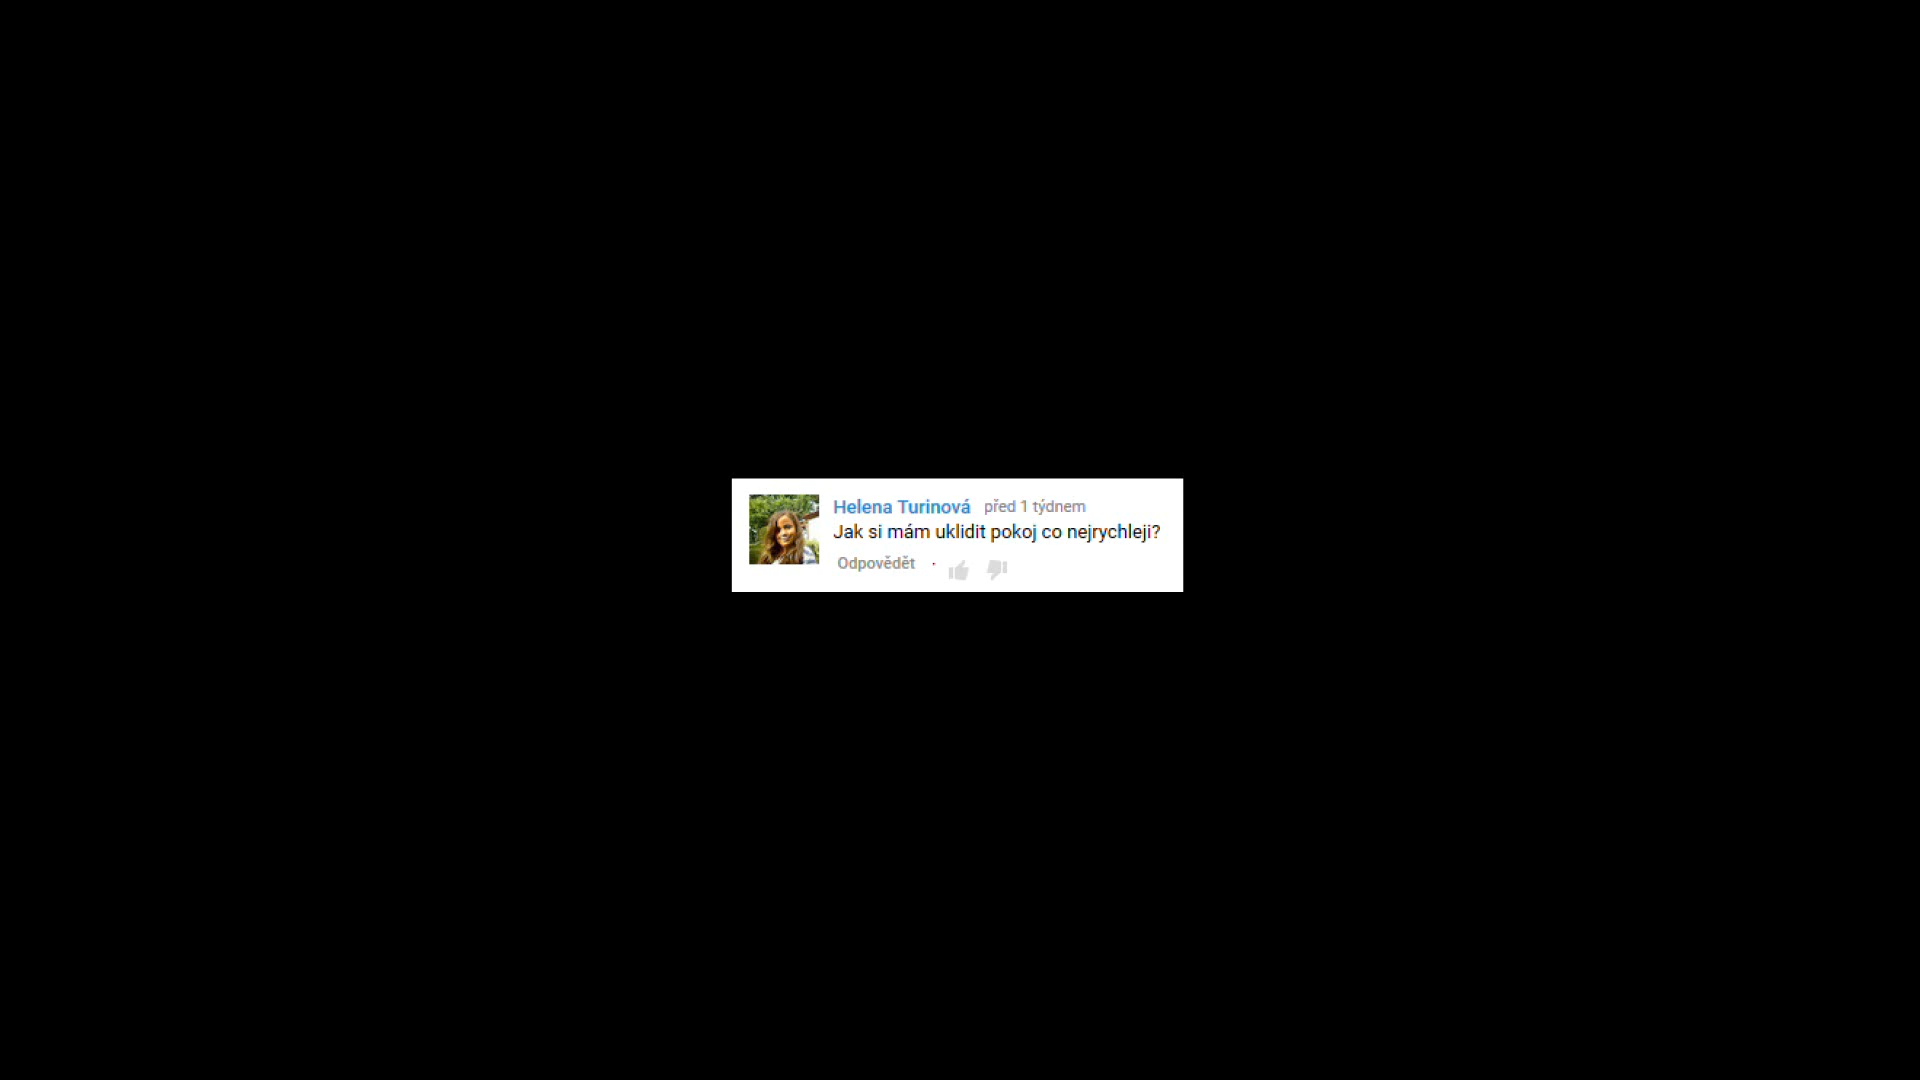 Helena Turinová před 1 týdnem
Jak si mám uklidit pokoj co nejrychleji?
Odpovědět ·